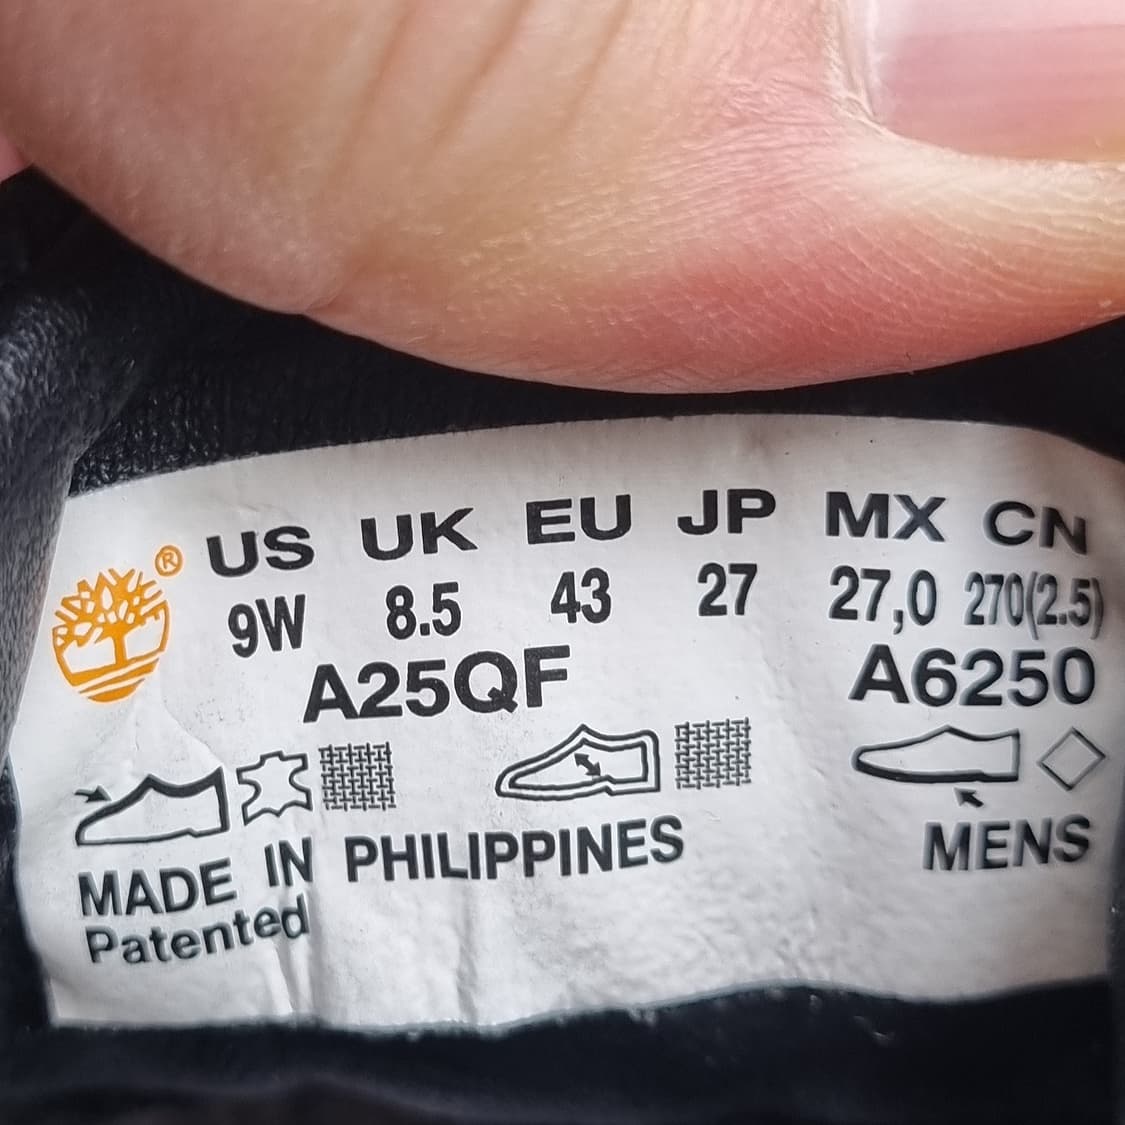 ® US UK EU JP MX CN
9W 8.5 43 27 27,0 270(2.5)
A25QF A6250
MADE IN PHILIPPINES MENS
Patented